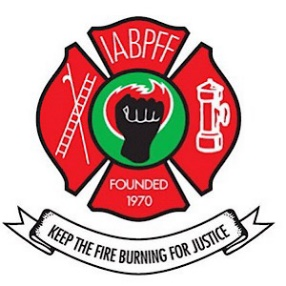 IABPFF
FOUNDED
1970
KEEP THE FIRE BURNING FOR JUSTICE